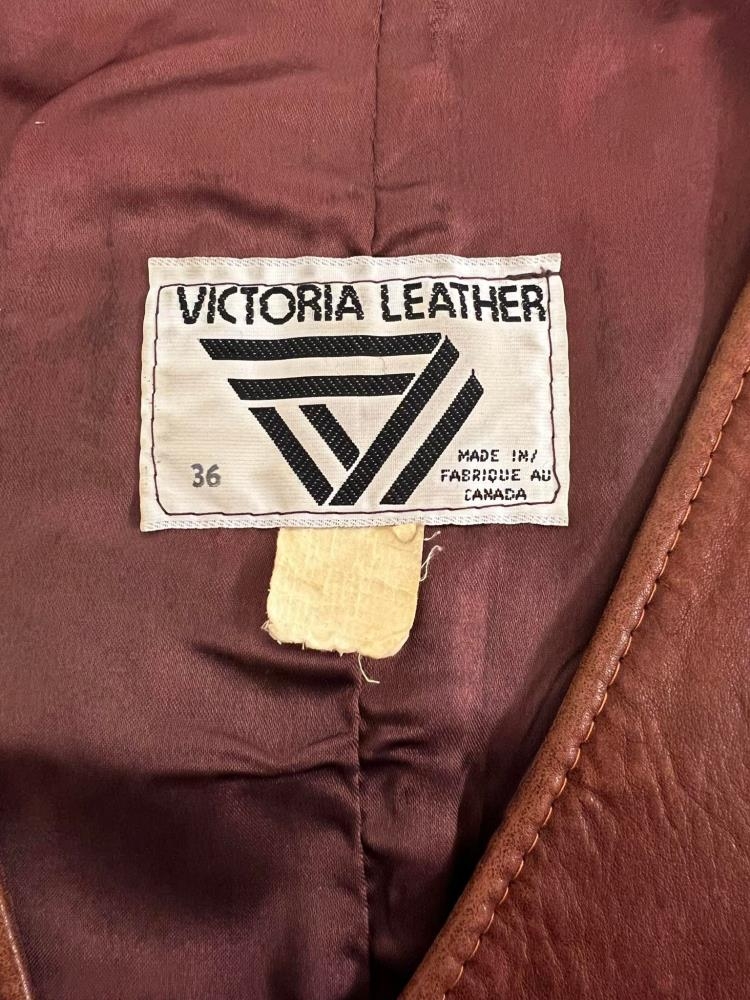 VICTORIA LEATHER
36
MADE IN/
FABRIQUE AU
CANADA